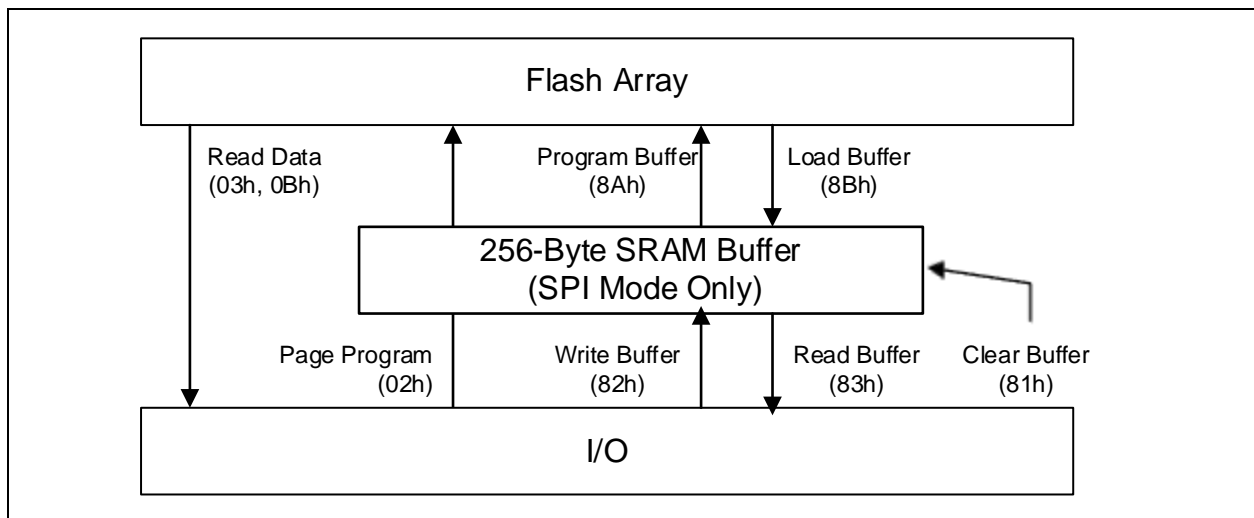 Flash Array
Read Data
(03h, 0Bh)
Program Buffer
(8Ah)
Load Buffer
(8Bh)
256-Byte SRAM Buffer
(SPI Mode Only)
Page Program
(02h)
Write Buffer
(82h)
Read Buffer
(83h)
Clear Buffer
(81h)
I/O